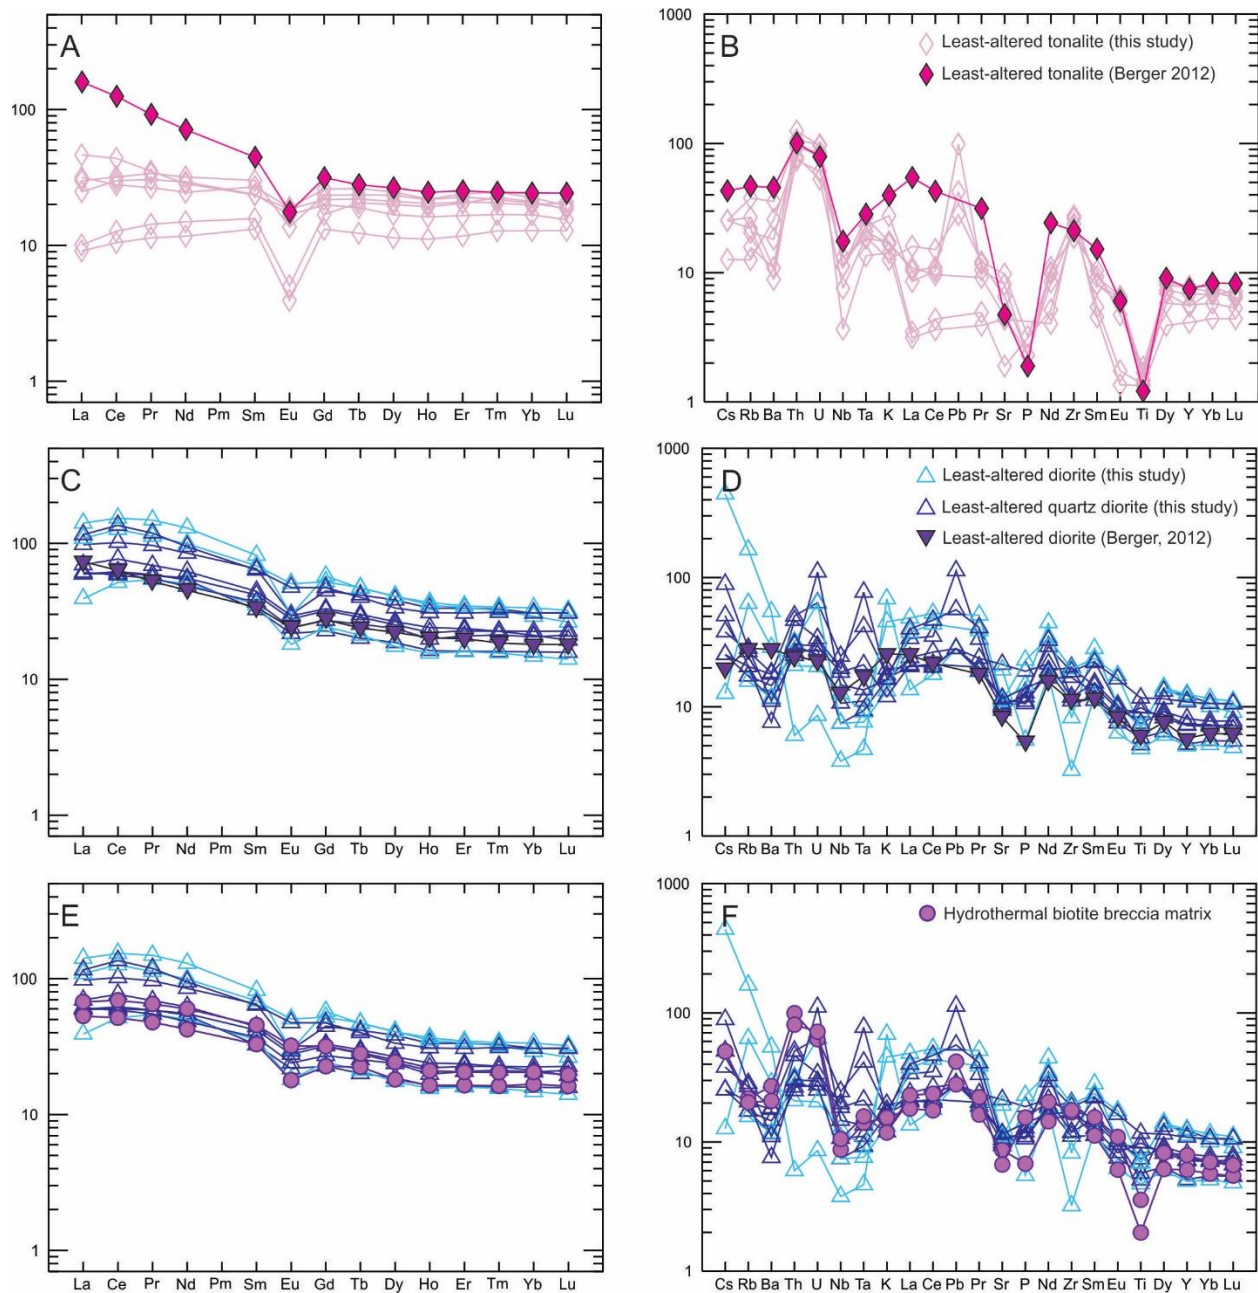 A
100
10
1
La Ce Pr Nd Pm Sm Eu Gd Tb Dy Ho Er Tm Yb Lu
B
1000
100
10
1
Least-altered tonalite (this study)
Least-altered tonalite (Berger 2012)
Cs Rb Ba Th U Nb Ta K La Ce Pb Pr Sr P Nd Zr Sm Eu Ti Dy Y Yb Lu
C
100
10
1
La Ce Pr Nd Pm Sm Eu Gd Tb Dy Ho Er Tm Yb Lu
D
1000
100
10
1
Least-altered diorite (this study)
Least-altered quartz diorite (this study)
Least-altered diorite (Berger, 2012)
Cs Rb Ba Th U Nb Ta K La Ce Pb Pr Sr P Nd Zr Sm Eu Ti Dy Y Yb Lu
E
100
10
1
La Ce Pr Nd Pm Sm Eu Gd Tb Dy Ho Er Tm Yb Lu
F
1000
100
10
1
Hydrothermal biotite breccia matrix
Cs Rb Ba Th U Nb Ta K La Ce Pb Pr Sr P Nd Zr Sm Eu Ti Dy Y Yb Lu